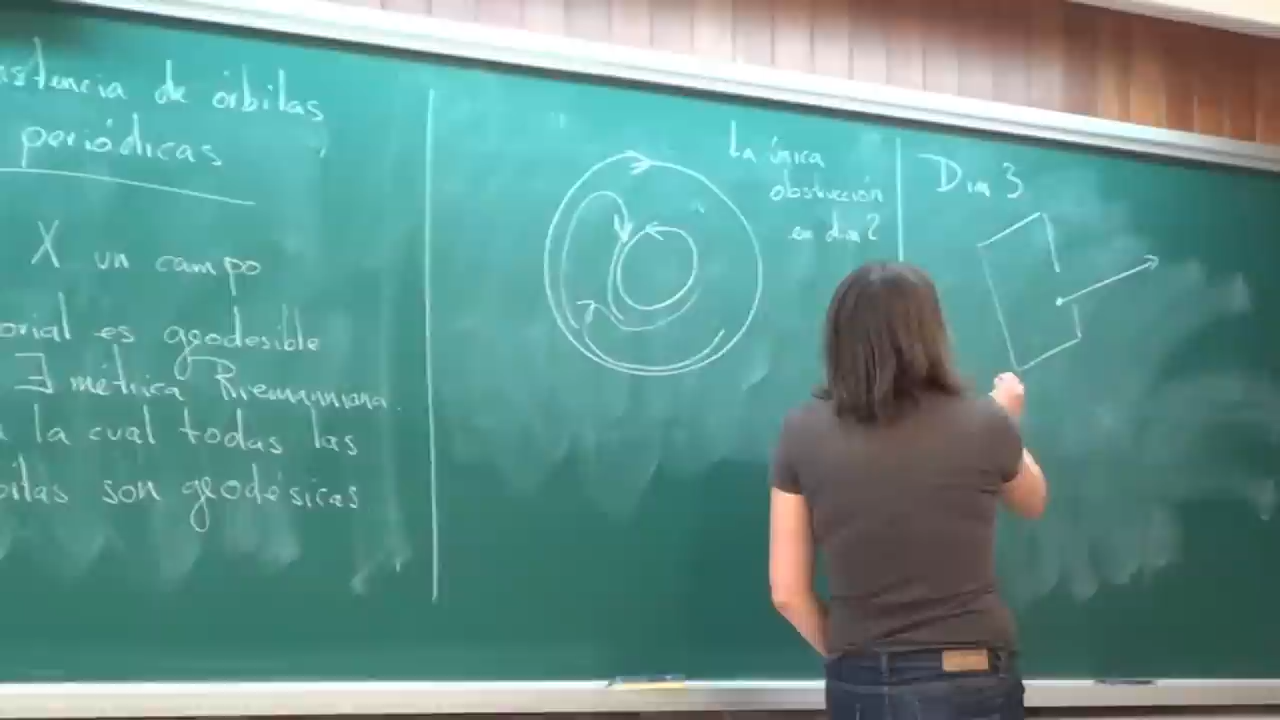 istencia de órbitas
periódicas
X un campo
orial es geodesible
∃ métrica Riemanniana.
a la cual todas las
bitas son geodésicas
La única
obstrucción
en dim 2
Dim 3